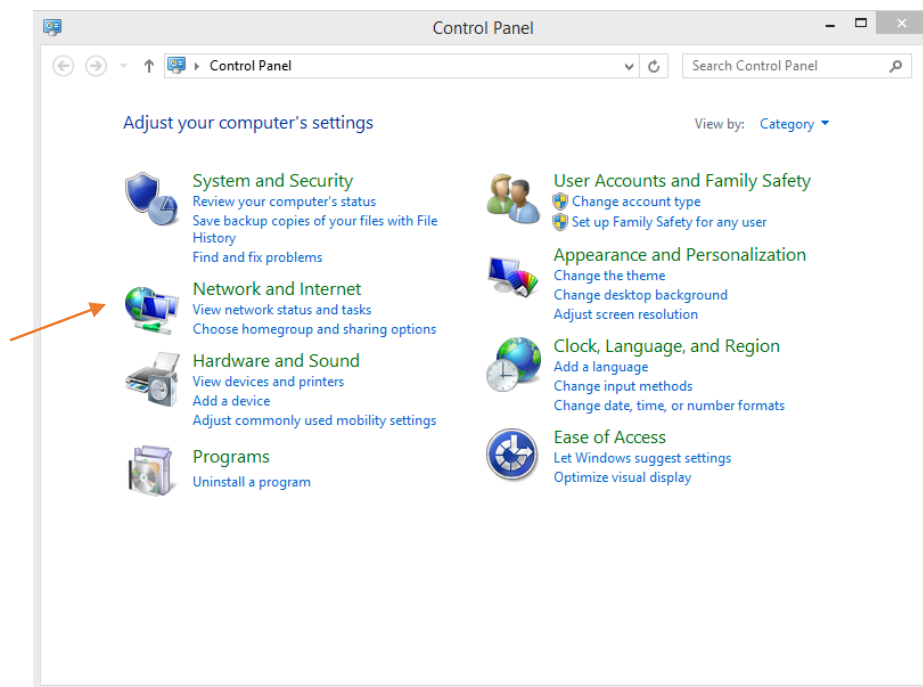 Control Panel
Control Panel
Search Control Panel
Adjust your computer's settings
View by: Category
System and Security
Review your computer's status
Save backup copies of your files with File
History
Find and fix problems
Network and Internet
View network status and tasks
Choose homegroup and sharing options
Hardware and Sound
View devices and printers
Add a device
Adjust commonly used mobility settings
Programs
Uninstall a program
User Accounts and Family Safety
Change account type
Set up Family Safety for any user
Appearance and Personalization
Change the theme
Change desktop background
Adjust screen resolution
Clock, Language, and Region
Add a language
Change input methods
Change date, time, or number formats
Ease of Access
Let Windows suggest settings
Optimize visual display